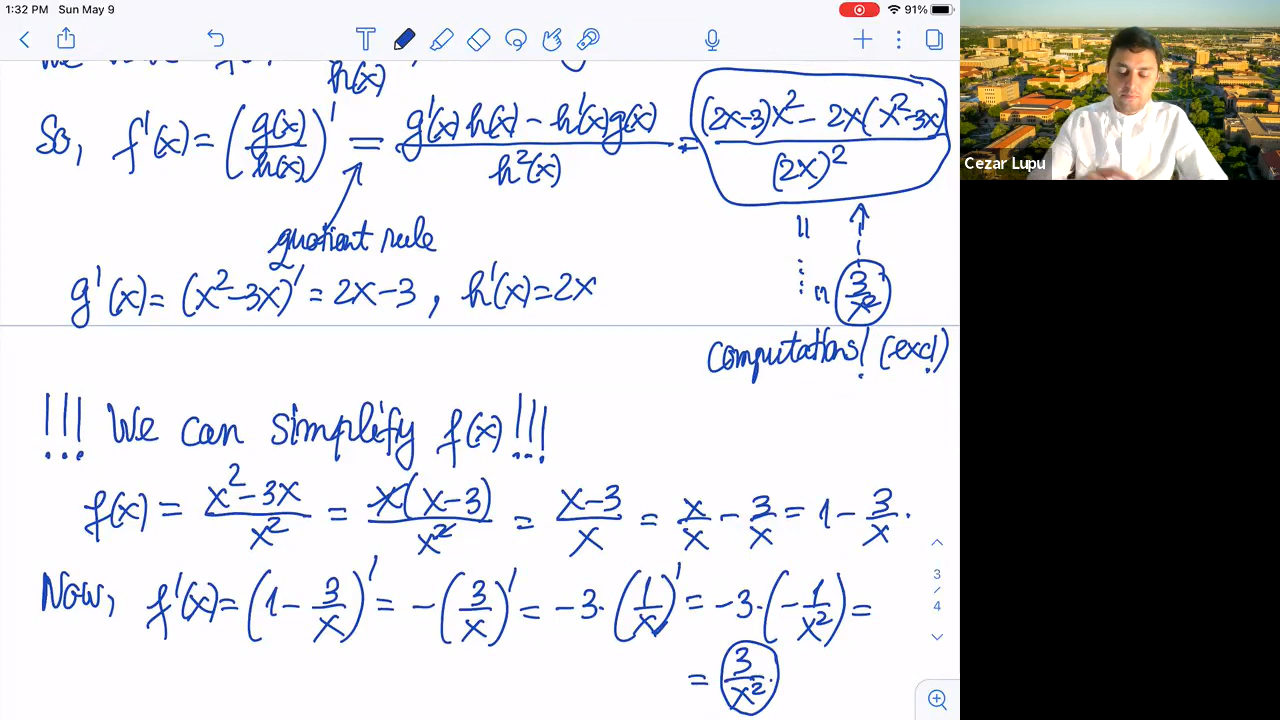 1:32 PM Sun May 9
91%
h(x)
So, f'(x) = (g(x)/h(x))' = (g'(x) h(x) - h'(x) g(x))/h²(x) = ((2x-3)x² - 2x(x²-3x))/(2x)²
quotient rule
= ⋮ = 3/x²
g'(x) = (x²-3x)' = 2x-3, h'(x) = 2x
Computations! (exc!)
!!! We can simplify f(x) !!!
f(x) = (x²-3x)/x² = x(x-3)/x² = (x-3)/x = x/x - 3/x = 1 - 3/x.
Now, f'(x) = (1 - 3/x)' = -(3/x)' = -3·(1/x)' = -3·(-1/x²) =
= 3/x².
3/4
Cezar Lupu